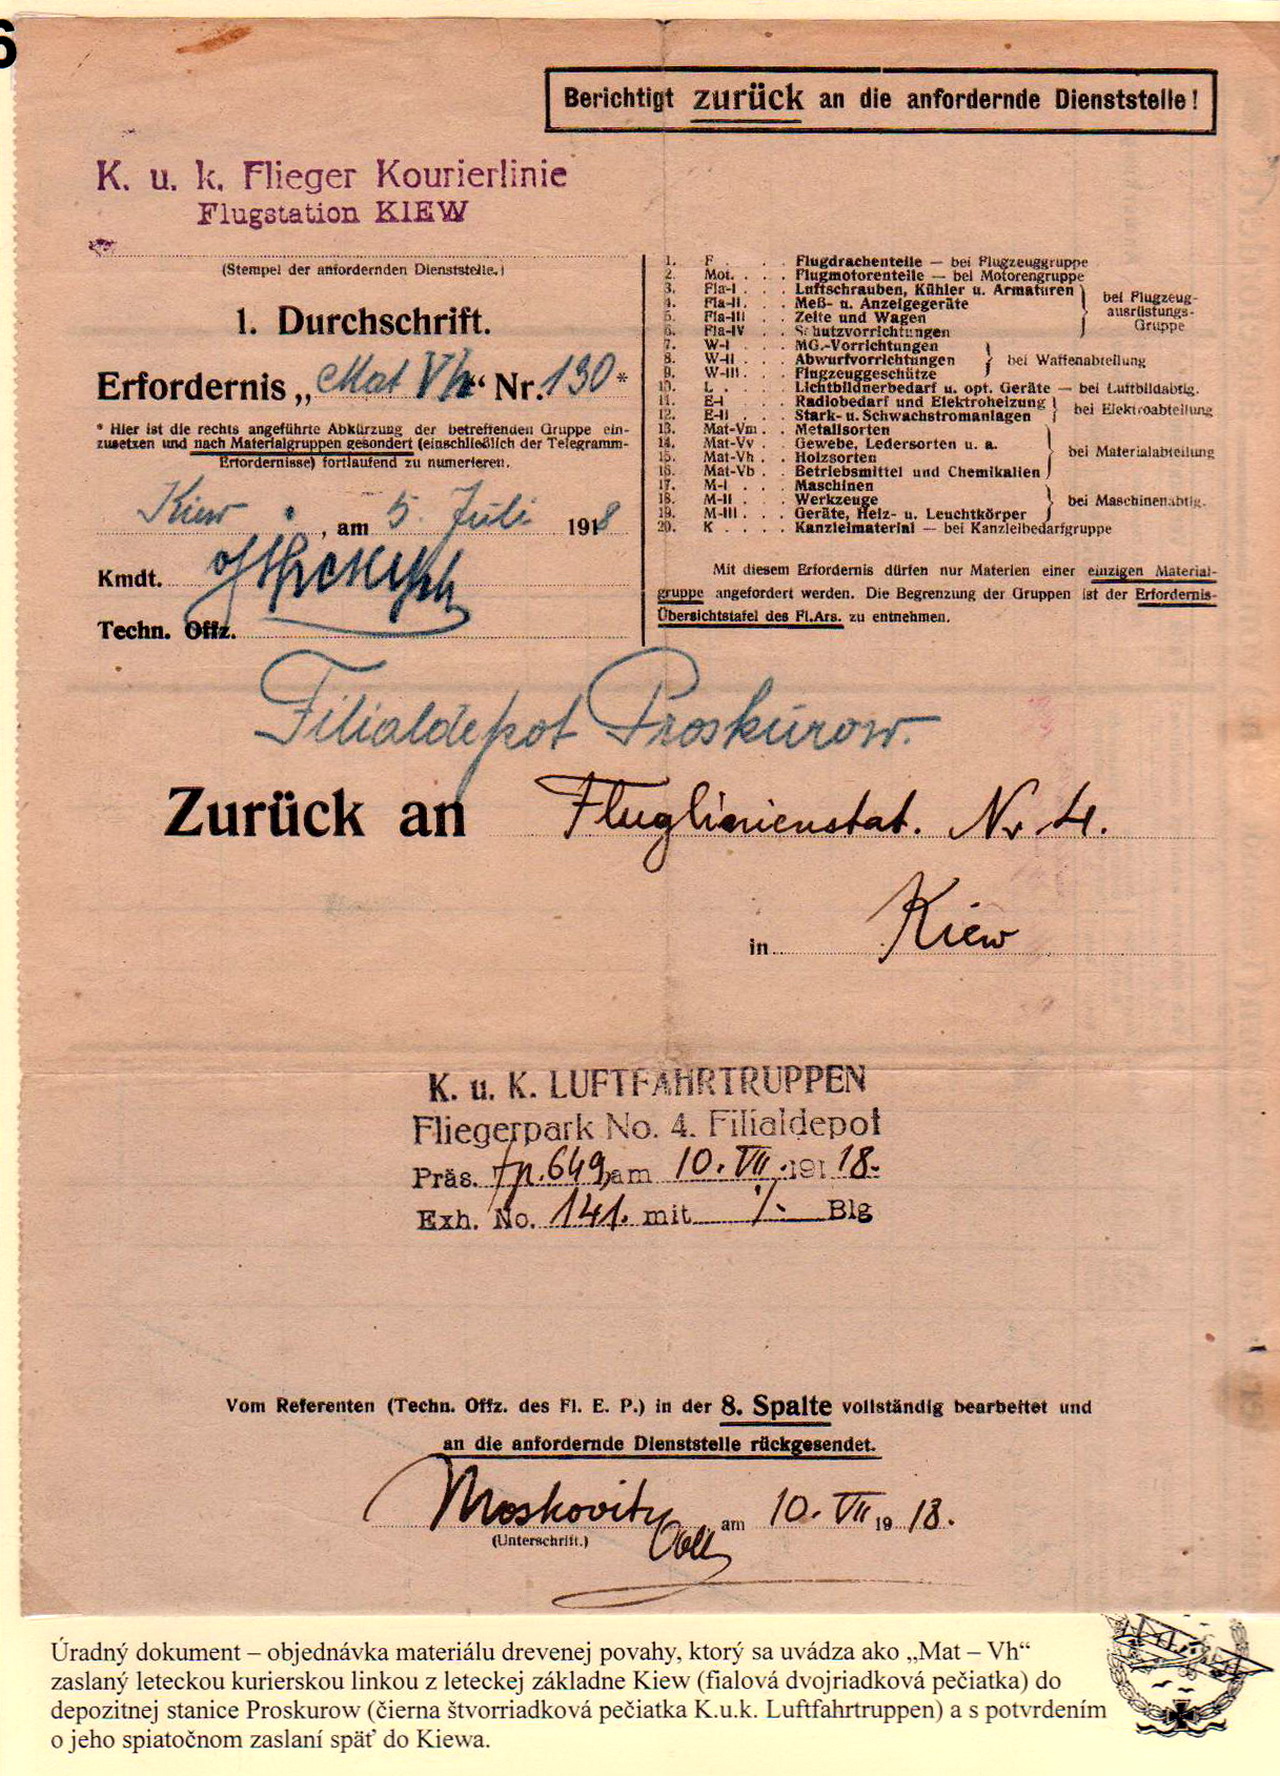 6
Berichtigt zurück an die anfordernde Dienststelle!
K. u. k. Flieger Kourierlinie
Flugstation KIEW
(Stempel der anfordernden Dienststelle.)
1. Durchschrift.
Erfordernis „Mat Vh“ Nr. 130*
* Hier ist die rechts angeführte Abkürzung der betreffenden Gruppe ein-
zusetzen und nach Materialgruppen gesondert (einschließlich der Telegramm-
Erfordernisse) fortlaufend zu numerieren.
Kiew, am 5. Juli 1918
Kmdt.
Techn. Offz.
1. F . . . . Flugdrachenteile — bei Flugzeuggruppe
2. Mot. . . . Flugmotorenteile — bei Motorengruppe
3. Fla-I . . . Luftschrauben, Kühler u. Armaturen
4. Fla-II. . . Meß- u. Anzeigegeräte
5. Fla-III . . Zelte und Wagen
6. Fla-IV . . Schutzvorrichtungen
bei Flugzeug-
ausrüstungs-
Gruppe
7. W-I . . . MG.-Vorrichtungen
8. W-II . . . Abwurfvorrichtungen
9. W-III. . . Flugzeuggeschütze
bei Waffenabteilung
10. L . . . . Lichtbildnerbedarf u. opt. Geräte — bei Luftbildabtlg.
11. E-I . . . Radiobedarf und Elektroheizung
12. E-II . . . Stark- u. Schwachstromanlagen
bei Elektroabteilung
13. Mat-Vm . . Metallsorten
14. Mat-Vv . . Gewebe, Ledersorten u. a.
15. Mat-Vh . . Holzsorten
16. Mat-Vb . . Betriebsmittel und Chemikalien
bei Materialabteilung
17. M-I . . . Maschinen
18. M-II . . . Werkzeuge
19. M-III . . . Geräte, Heiz- u. Leuchtkörper
bei Maschinenabtlg.
20. K . . . . Kanzleimaterial — bei Kanzleibedarfgruppe
Mit diesem Erfordernis dürfen nur Materien einer einzigen Material-
gruppe angefordert werden. Die Begrenzung der Gruppen ist der Erfordernis-
Übersichtstafel des Fl.Ars. zu entnehmen.
Filialdepot Proskurow.
Zurück an Fluglinienstat. Nr 4.
in Kiew
K. u. K. LUFTFAHRTRUPPEN
Fliegerpark No. 4. Filialdepot
Präs. Fp. 649, am 10. VII. 191 18.
Exh. No. 141. mit ·/· Blg
Vom Referenten (Techn. Offz. des Fl. E. P.) in der 8. Spalte vollständig bearbeitet und
an die anfordernde Dienststelle rückgesendet.
Moskovitz Oblt am 10. VII 19 18.
(Unterschrift.)
Úradný dokument – objednávka materiálu drevenej povahy, ktorý sa uvádza ako „Mat – Vh“
zaslaný leteckou kurierskou linkou z leteckej základne Kiew (fialová dvojriadková pečiatka) do
depozitnej stanice Proskurow (čierna štvorriadková pečiatka K.u.k. Luftfahrtruppen) a s potvrdením
o jeho spiatočnom zaslaní späť do Kiewa.